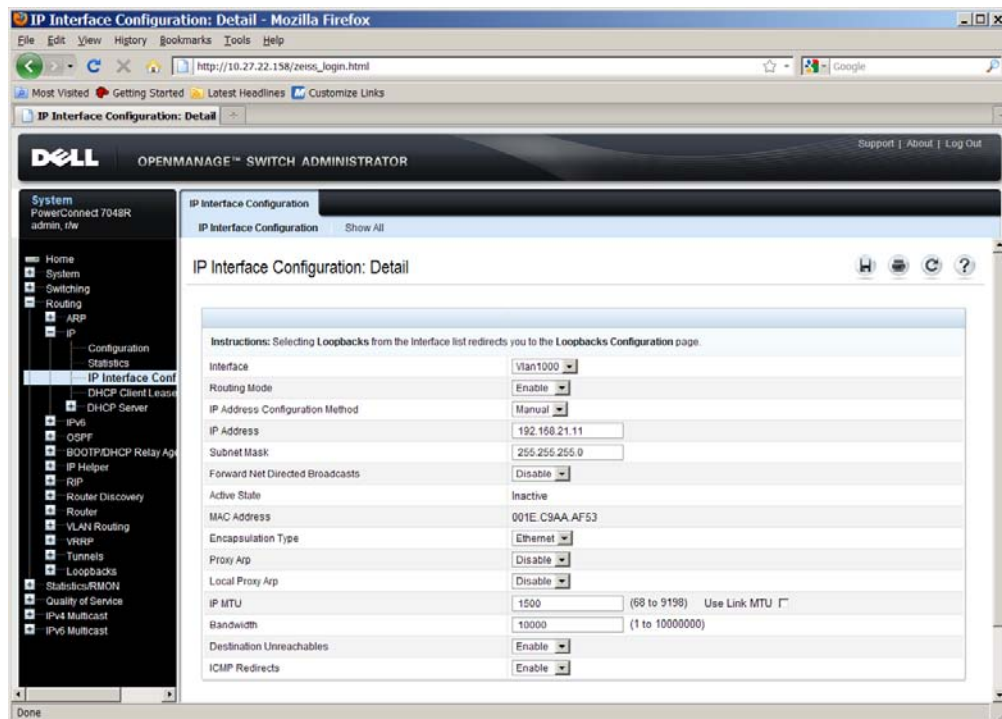 IP Interface Configuration: Detail - Mozilla Firefox
File Edit View History Bookmarks Tools Help
http://10.27.22.158/zeiss_login.html
Google
Most Visited Getting Started Latest Headlines Customize Links
IP Interface Configuration: Detail
DELL
OPENMANAGE™ SWITCH ADMINISTRATOR
Support | About | Log Out
System
PowerConnect 7048R
admin, r/w
Home
System
Switching
Routing
ARP
IP
Configuration
Statistics
IP Interface Conf
DHCP Client Lease
DHCP Server
IPv6
OSPF
BOOTP/DHCP Relay Age
IP Helper
RIP
Router Discovery
Router
VLAN Routing
VRRP
Tunnels
Loopbacks
Statistics/RMON
Quality of Service
IPv4 Multicast
IPv6 Multicast
IP Interface Configuration
IP Interface Configuration Show All
IP Interface Configuration: Detail
Instructions: Selecting Loopbacks from the Interface list redirects you to the Loopbacks Configuration page.
Interface Vlan1000
Routing Mode Enable
IP Address Configuration Method Manual
IP Address 192.168.21.11
Subnet Mask 255.255.255.0
Forward Net Directed Broadcasts Disable
Active State Inactive
MAC Address 001E.C9AA.AF53
Encapsulation Type Ethernet
Proxy Arp Disable
Local Proxy Arp Disable
IP MTU 1500 (68 to 9198) Use Link MTU
Bandwidth 10000 (1 to 10000000)
Destination Unreachables Enable
ICMP Redirects Enable
Done